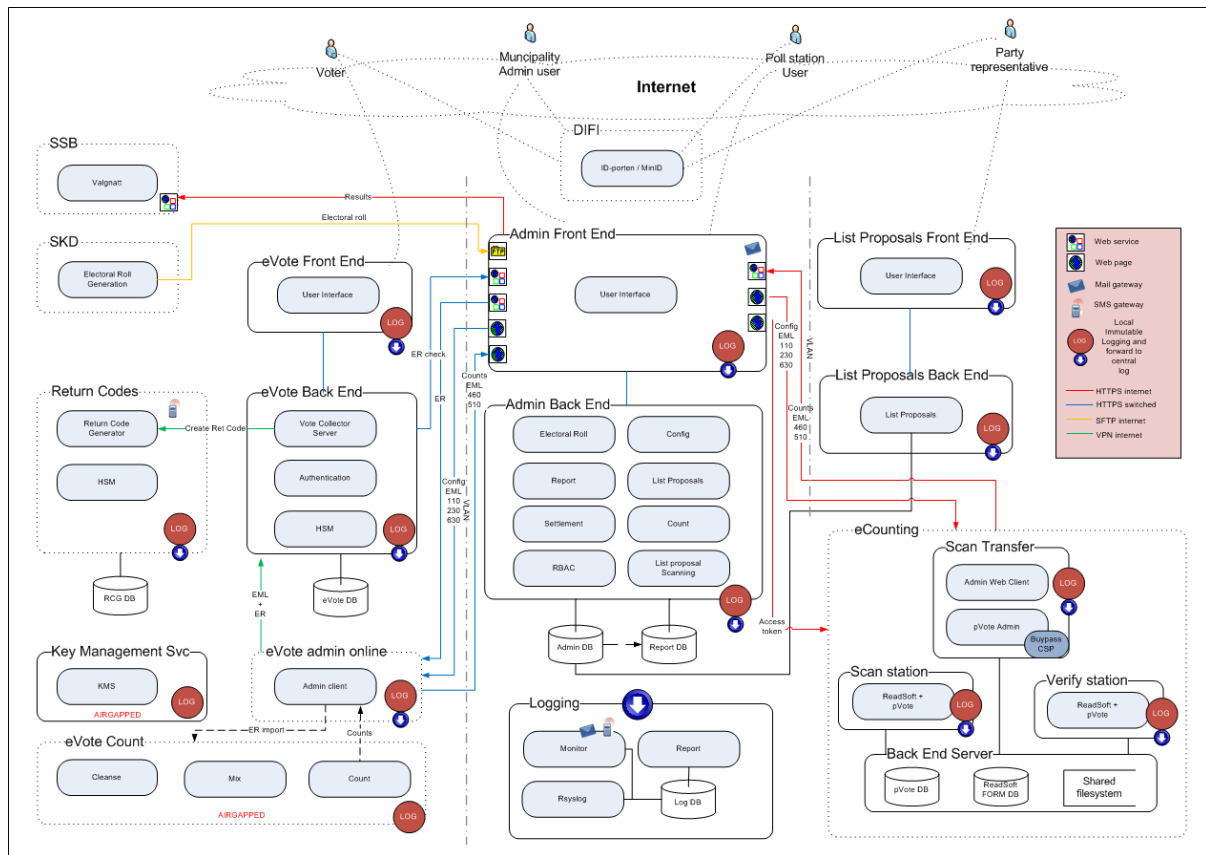 Voter
Muncipality
Admin user
Poll station
User
Party
representative
Internet
DIFI
ID-porten / MinID
SSB
Valgnatt
Results
Electoral roll
SKD
Electoral Roll
Generation
eVote Front End
User Interface
LOG
Admin Front End
FTP
User Interface
LOG
List Proposals Front End
User Interface
LOG
Web service
Web page
Mail gateway
SMS gateway
LOG
Local
Immutable
Logging and
forward to
central
log
HTTPS internet
HTTPS switched
SFTP internet
VPN internet
ER check
ER
Counts
EML
460
510
Config
EML
110
230
630
VLAN
Config
EML
110
230
630
VLAN
Counts
EML
460
510
Return Codes
Return Code
Generator
HSM
LOG
RCG DB
Create Ret Code
eVote Back End
Vote Collector
Server
Authentication
HSM
LOG
eVote DB
EML
+
ER
Admin Back End
Electoral Roll
Config
Report
List Proposals
Settlement
Count
RBAC
List proposal
Scanning
LOG
Admin DB
Report DB
Access
token
List Proposals Back End
List Proposals
LOG
eCounting
Scan Transfer
Admin Web Client
LOG
pVote Admin
Buypass
CSP
Scan station
ReadSoft +
pVote
LOG
Verify station
ReadSoft +
pVote
LOG
Back End Server
pVote DB
ReadSoft
FORM DB
Shared
filesystem
Key Management Svc
KMS
LOG
AIRGAPPED
eVote admin online
Admin client
LOG
ER import
Counts
eVote Count
Cleanse
Mix
Count
AIRGAPPED
LOG
Logging
Monitor
Report
Rsyslog
Log DB